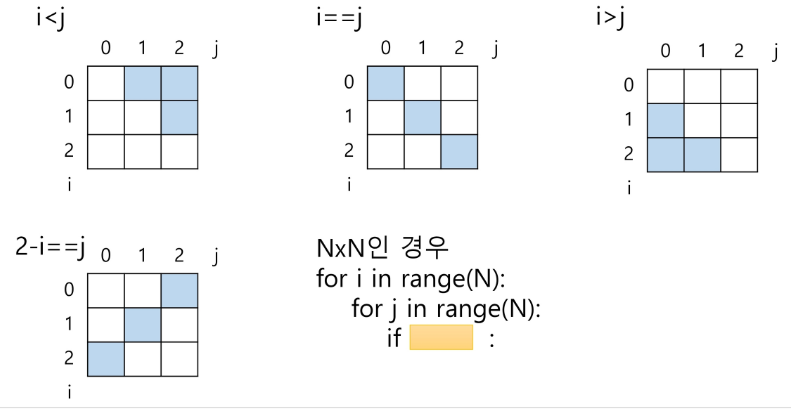 i<j
0 1 2 j
0
1
2
i
i==j
0 1 2 j
0
1
2
i
i>j
0 1 2 j
0
1
2
i
2-i==j
0 1 2 j
0
1
2
i
NxN인 경우
for i in range(N):
for j in range(N):
if :